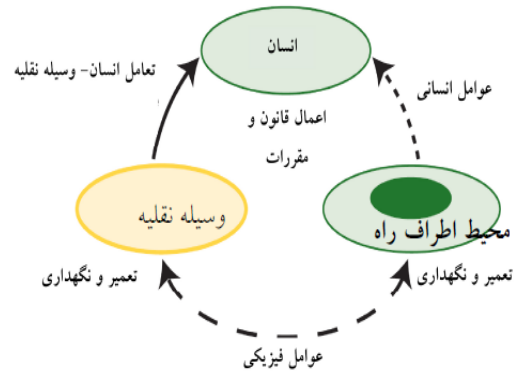 انسان
تعامل انسان- وسیله نقلیه
عوامل انسانی
اعمال قانون و
مقررات
وسیله نقلیه
محیط اطراف راه
تعمیر و نگهداری
تعمیر و نگهداری
عوامل فیزیکی